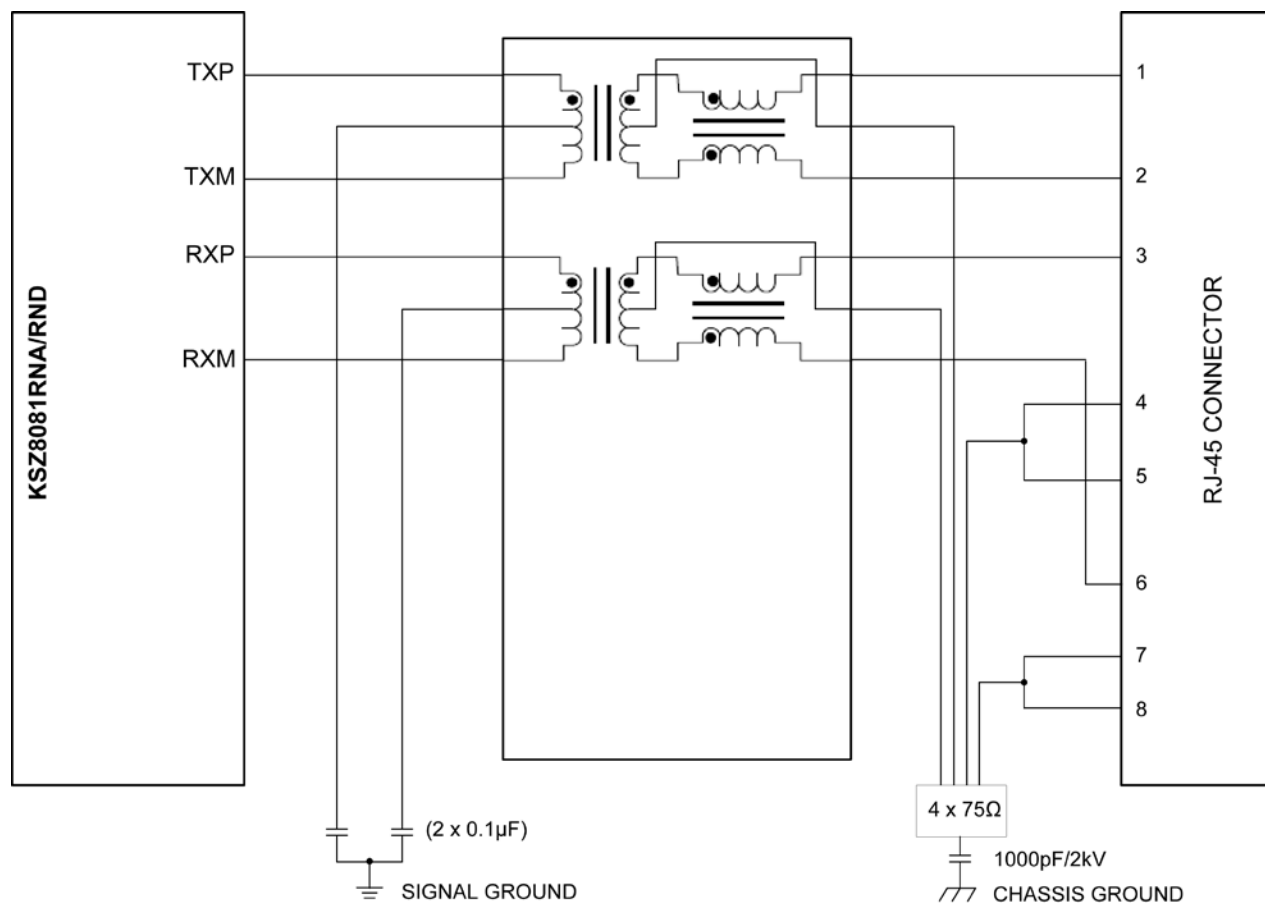 KSZ8081RNA/RND
TXP
TXM
RXP
RXM
1
2
3
4
5
6
7
8
RJ-45 CONNECTOR
(2 x 0.1µF)
SIGNAL GROUND
4 x 75Ω
1000pF/2kV
CHASSIS GROUND